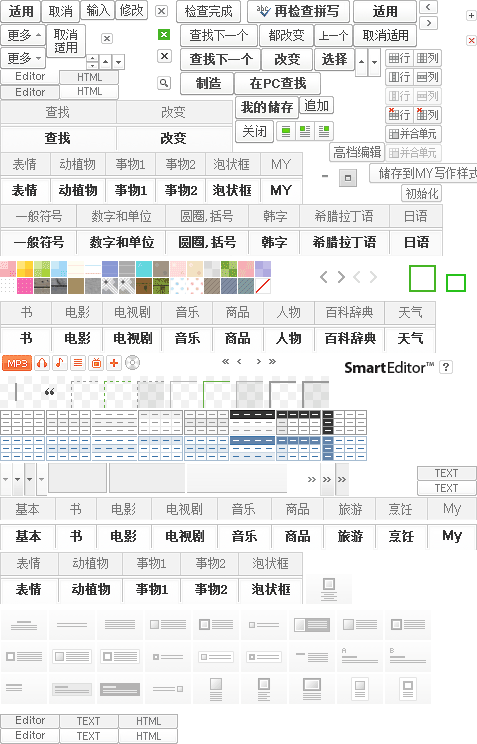 适用 取消 输入 修改 检查完成 再检查拼写 适用
更多 取消适用 查找下一个 都改变 上一个 取消适用
更多 查找下一个 改变 选择 行 列
Editor HTML 制造 在PC查找 行 列
Editor HTML 我的储存 追加 行 列
查找 改变 行 列
查找 改变 关闭 并合单元
高档编辑 并合单元
表情 动植物 事物1 事物2 泡状框 MY 储存到MY写作样式
表情 动植物 事物1 事物2 泡状框 MY 初始化
一般符号 数字和单位 圆圈,括号 韩字 希腊拉丁语 日语
一般符号 数字和单位 圆圈,括号 韩字 希腊拉丁语 日语
书 电影 电视剧 音乐 商品 人物 百科辞典 天气
书 电影 电视剧 音乐 商品 人物 百科辞典 天气
MP3 SmartEditor™ ?
TEXT
TEXT
基本 书 电影 电视剧 音乐 商品 旅游 烹饪 My
基本 书 电影 电视剧 音乐 商品 旅游 烹饪 My
表情 动植物 事物1 事物2 泡状框
表情 动植物 事物1 事物2 泡状框
A B
Editor TEXT HTML
Editor TEXT HTML